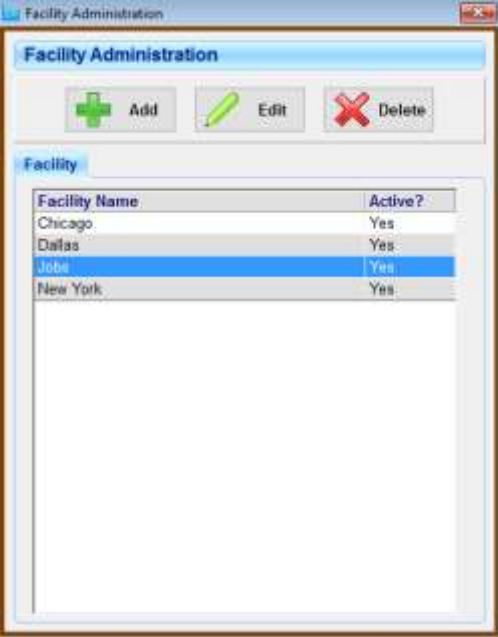 Facility Administration
Facility Administration
Add Edit Delete
Facility
Facility Name Active?
Chicago Yes
Dallas Yes
Jobs Yes
New York Yes